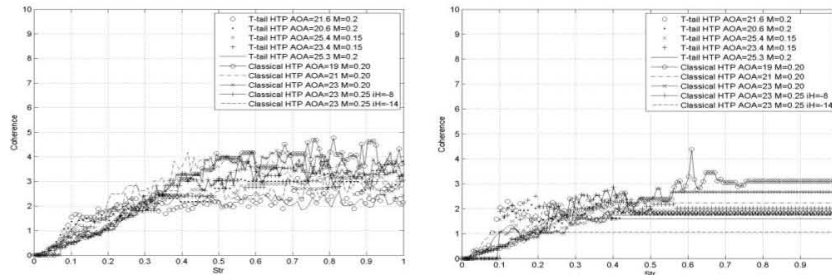 10
9
8
7
6
5
4
3
2
1
0
Coherence
T-tail HTP AOA=21.6 M=0.2
T-tail HTP AOA=20.6 M=0.2
T-tail HTP AOA=25.4 M=0.15
T-tail HTP AOA=23.4 M=0.15
T-tail HTP AOA=25.3 M=0.2
Classical HTP AOA=19 M=0.20
Classical HTP AOA=21 M=0.20
Classical HTP AOA=23 M=0.20
Classical HTP AOA=23 M=0.25 iH=-8
Classical HTP AOA=23 M=0.25 iH=-14
0 0.1 0.2 0.3 0.4 0.5 0.6 0.7 0.8 0.9 1
Str
10
9
8
7
6
5
4
3
2
1
0
Coherence
T-tail HTP AOA=21.6 M=0.2
T-tail HTP AOA=20.6 M=0.2
T-tail HTP AOA=25.4 M=0.15
T-tail HTP AOA=23.4 M=0.15
T-tail HTP AOA=25.3 M=0.2
Classical HTP AOA=19 M=0.20
Classical HTP AOA=21 M=0.20
Classical HTP AOA=23 M=0.20
Classical HTP AOA=23 M=0.25 iH=-8
Classical HTP AOA=23 M=0.25 iH=-14
0 0.1 0.2 0.3 0.4 0.5 0.6 0.7 0.8 0.9
Str